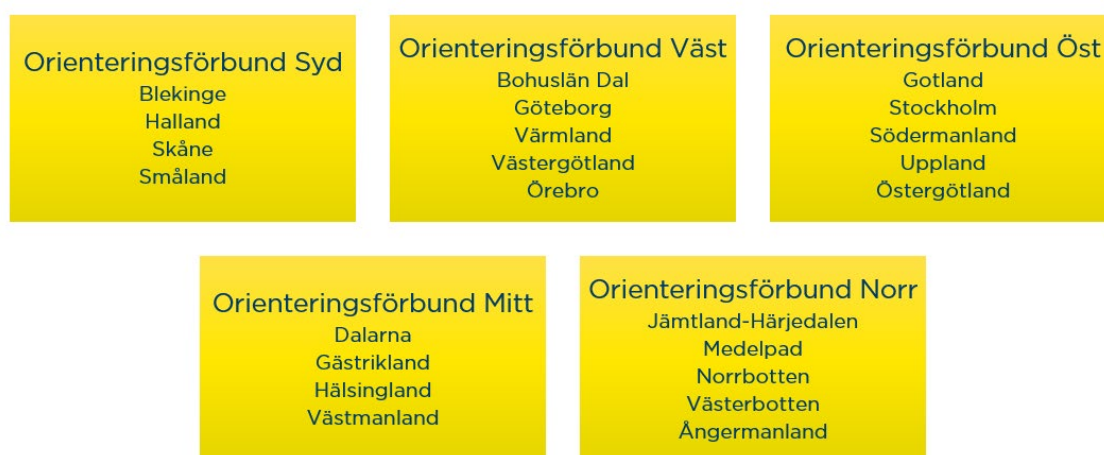 Orienteringsförbund Syd
Blekinge
Halland
Skåne
Småland
Orienteringsförbund Väst
Bohuslän Dal
Göteborg
Värmland
Västergötland
Örebro
Orienteringsförbund Öst
Gotland
Stockholm
Södermanland
Uppland
Östergötland
Orienteringsförbund Mitt
Dalarna
Gästrikland
Hälsingland
Västmanland
Orienteringsförbund Norr
Jämtland-Härjedalen
Medelpad
Norrbotten
Västerbotten
Ångermanland